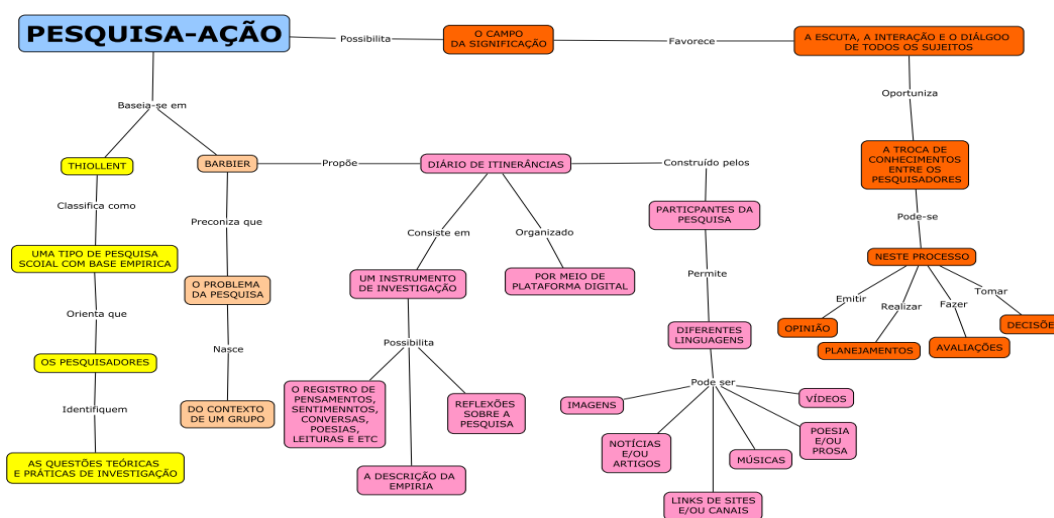 PESQUISA-AÇÃO
Possibilita
O CAMPO
DA SIGNIFICAÇÃO
Favorece
A ESCUTA, A INTERAÇÃO E O DIÁLGOO
DE TODOS OS SUJEITOS
Oportuniza
A TROCA DE
CONHECIMENTOS
ENTRE OS
PESQUISADORES
Pode-se
NESTE PROCESSO
Emitir
Realizar
Fazer
Tomar
OPINIÃO
PLANEJAMENTOS
AVALIAÇÕES
DECISÕE
Baseia-se em
THIOLLENT
Classifica como
UMA TIPO DE PESQUISA
SCOIAL COM BASE EMPIRICA
Orienta que
OS PESQUISADORES
Identifiquem
AS QUESTÕES TEÓRICAS
E PRÁTICAS DE INVESTIGAÇÃO
BARBIER
Preconiza que
O PROBLEMA
DA PESQUISA
Nasce
DO CONTEXTO
DE UM GRUPO
Propõe
DIÁRIO DE ITINERÂNCIAS
Consiste em
UM INSTRUMENTO
DE INVESTIGAÇÃO
Possibilita
O REGISTRO DE
PENSAMENTOS,
SENTIMENNTOS,
CONVERSAS,
POESIAS,
LEITURAS E ETC
A DESCRIÇÃO DA
EMPIRIA
REFLEXÕES
SOBRE A
PESQUISA
Organizado
POR MEIO DE
PLATAFORMA DIGITAL
Construído pelos
PARTICPANTES DA
PESQUISA
Permite
DIFERENTES
LINGUAGENS
Pode ser
IMAGENS
NOTÍCIAS
E/OU
ARTIGOS
LINKS DE SITES
E/OU CANAIS
MÚSICAS
POESIA
E/OU
PROSA
VÍDEOS